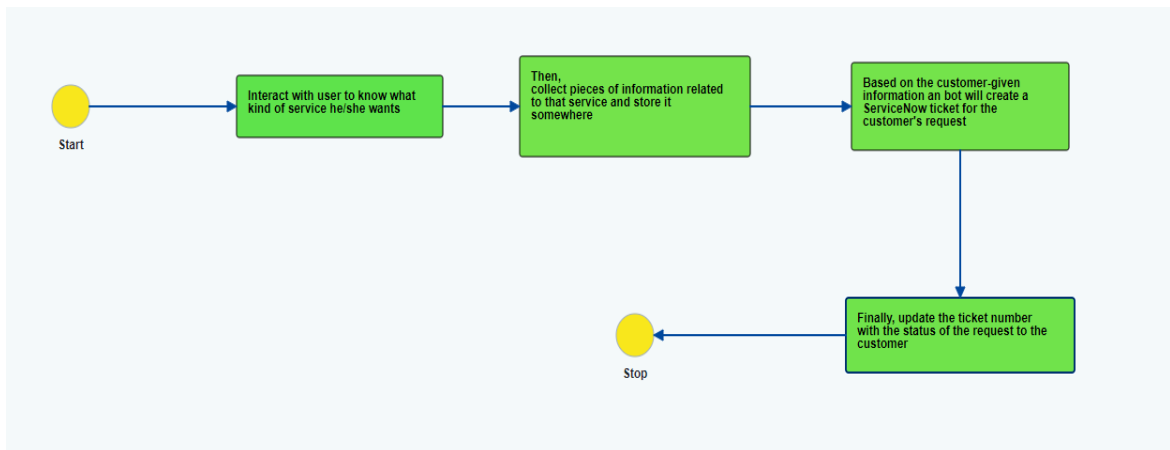 Start
Interact with user to know what
kind of service he/she wants
Then,
collect pieces of information related
to that service and store it
somewhere
Based on the customer-given
information an bot will create a
ServiceNow ticket for the
customer's request
Finally, update the ticket number
with the status of the request to the
customer
Stop